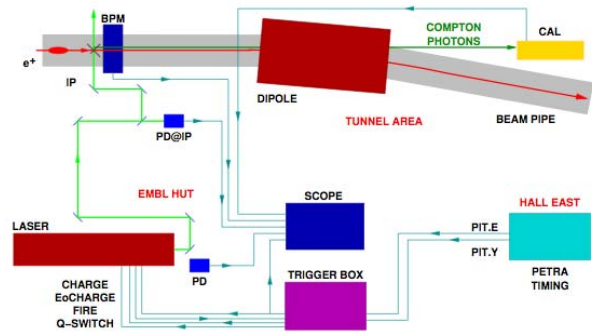 BPM
COMPTON
PHOTONS
CAL
e+
IP
DIPOLE
TUNNEL AREA
BEAM PIPE
PD@IP
EMBL HUT
SCOPE
HALL EAST
LASER
PIT.E
PIT.Y
PD
TRIGGER BOX
PETRA
TIMING
CHARGE
EoCHARGE
FIRE
Q-SWITCH